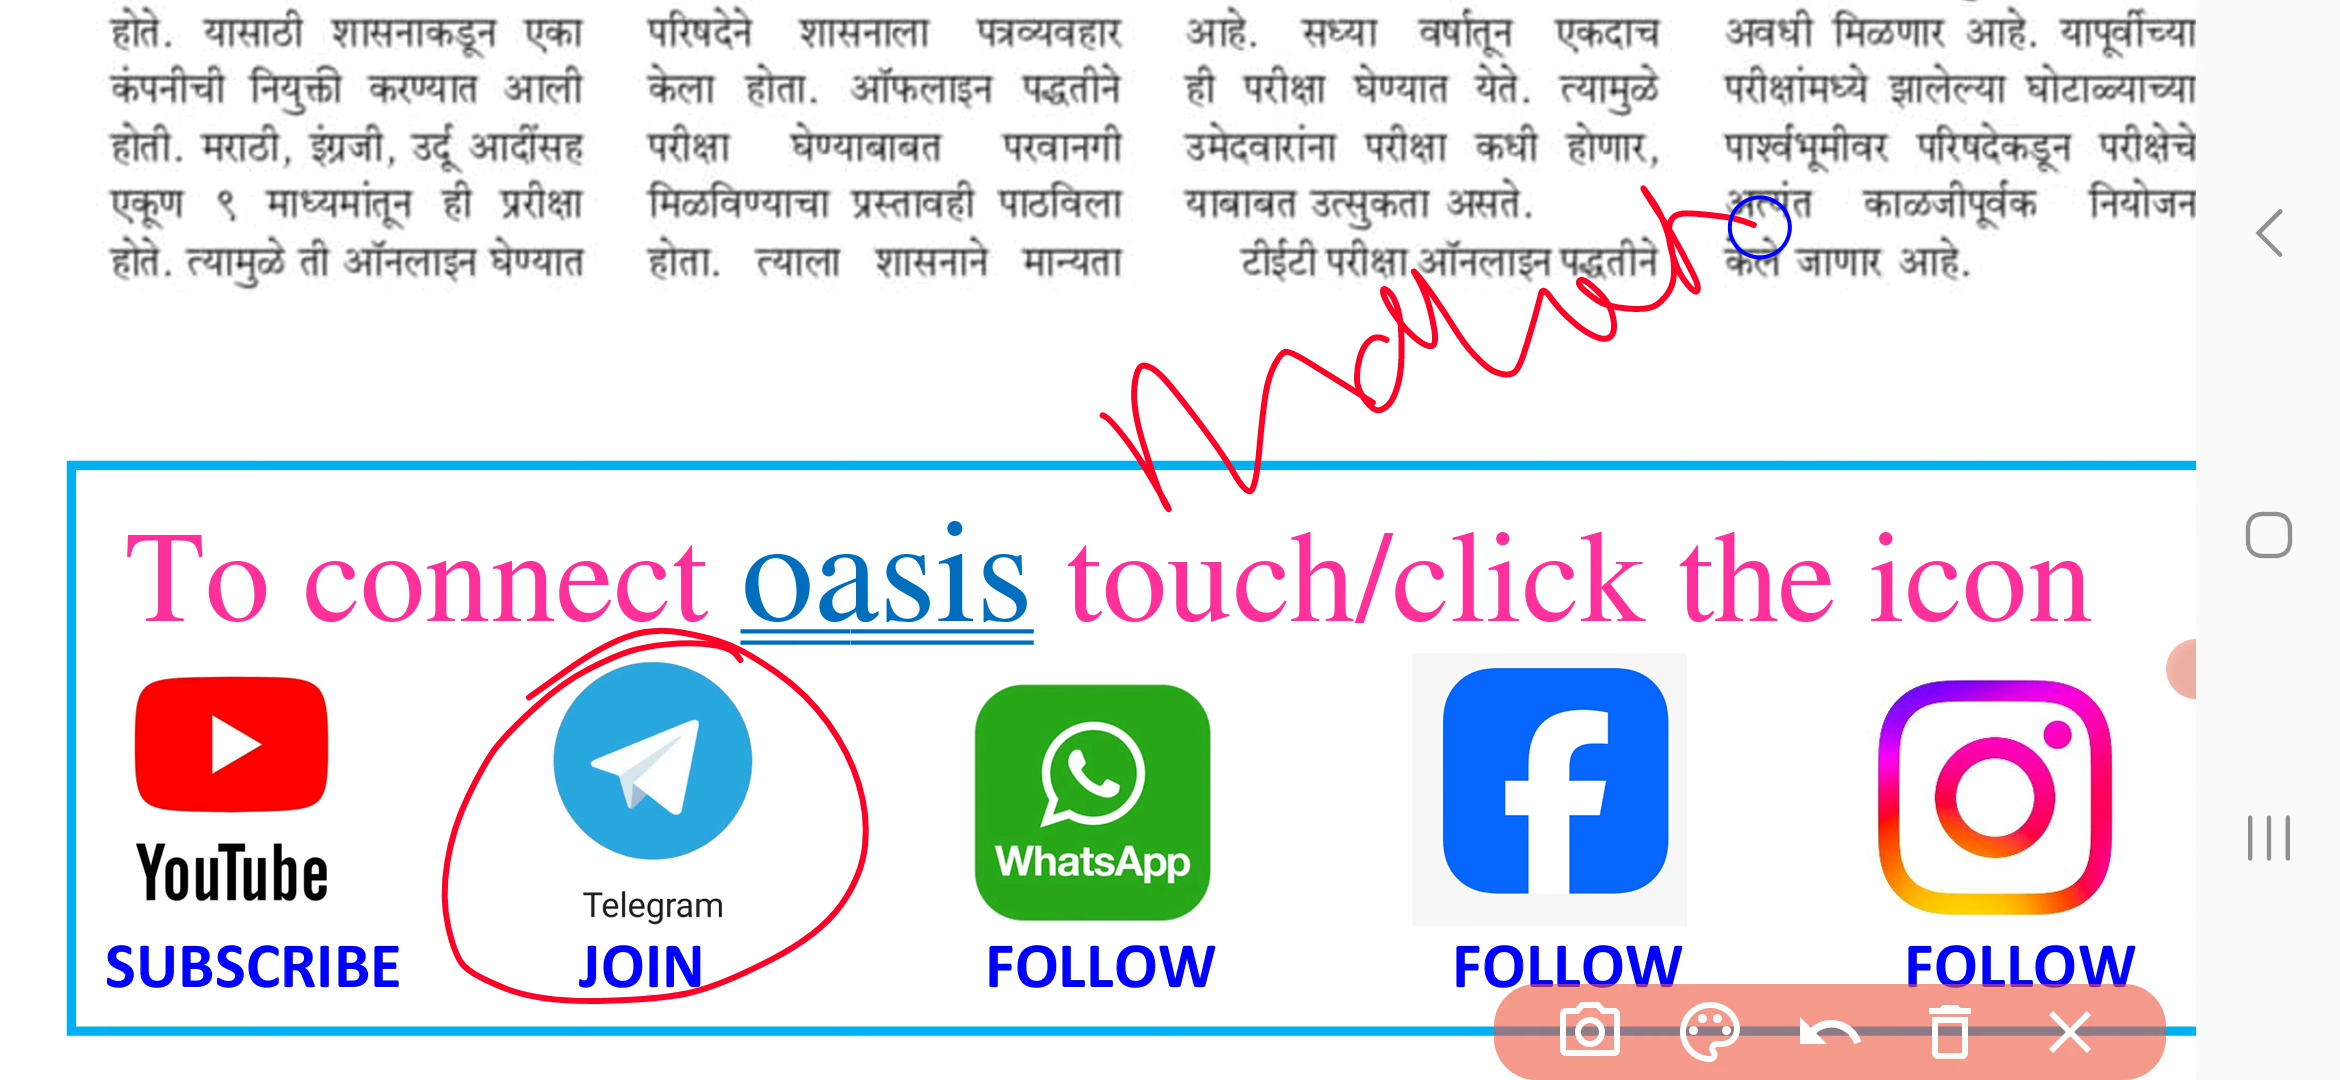 होते. यासाठी शासनाकडून एका
कंपनीची नियुक्ती करण्यात आली
होती. मराठी, इंग्रजी, उर्दू आदींसह
एकूण ९ माध्यमांतून ही प्ररीक्षा
होते. त्यामुळे ती ऑनलाइन घेण्यात
परिषदेने शासनाला पत्रव्यवहार
केला होता. ऑफलाइन पद्धतीने
परीक्षा घेण्याबाबत परवानगी
मिळविण्याचा प्रस्तावही पाठविला
होता. त्याला शासनाने मान्यता
आहे. सध्या वर्षातून एकदाच
ही परीक्षा घेण्यात येते. त्यामुळे
उमेदवारांना परीक्षा कधी होणार,
याबाबत उत्सुकता असते.
टीईटी परीक्षा ऑनलाइन पद्धतीने
अवधी मिळणार आहे. यापूर्वीच्या
परीक्षांमध्ये झालेल्या घोटाळ्याच्या
पार्श्वभूमीवर परिषदेकडून परीक्षेचे
अत्यंत काळजीपूर्वक नियोजन
केले जाणार आहे.
To connect oasis touch/click the icon
YouTube
Telegram
WhatsApp
SUBSCRIBE JOIN FOLLOW FOLLOW FOLLOW